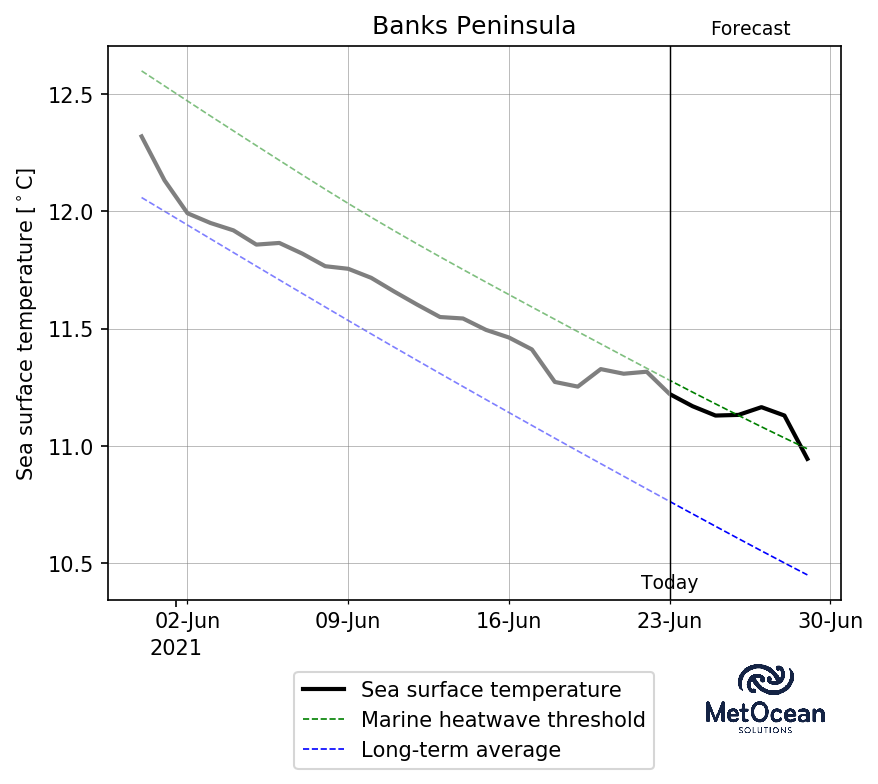 Banks Peninsula
Forecast
Sea surface temperature [°C]
12.5
12.0
11.5
11.0
10.5
Today
02-Jun 09-Jun 16-Jun 23-Jun 30-Jun
2021
Sea surface temperature
Marine heatwave threshold
Long-term average
MetOcean
SOLUTIONS